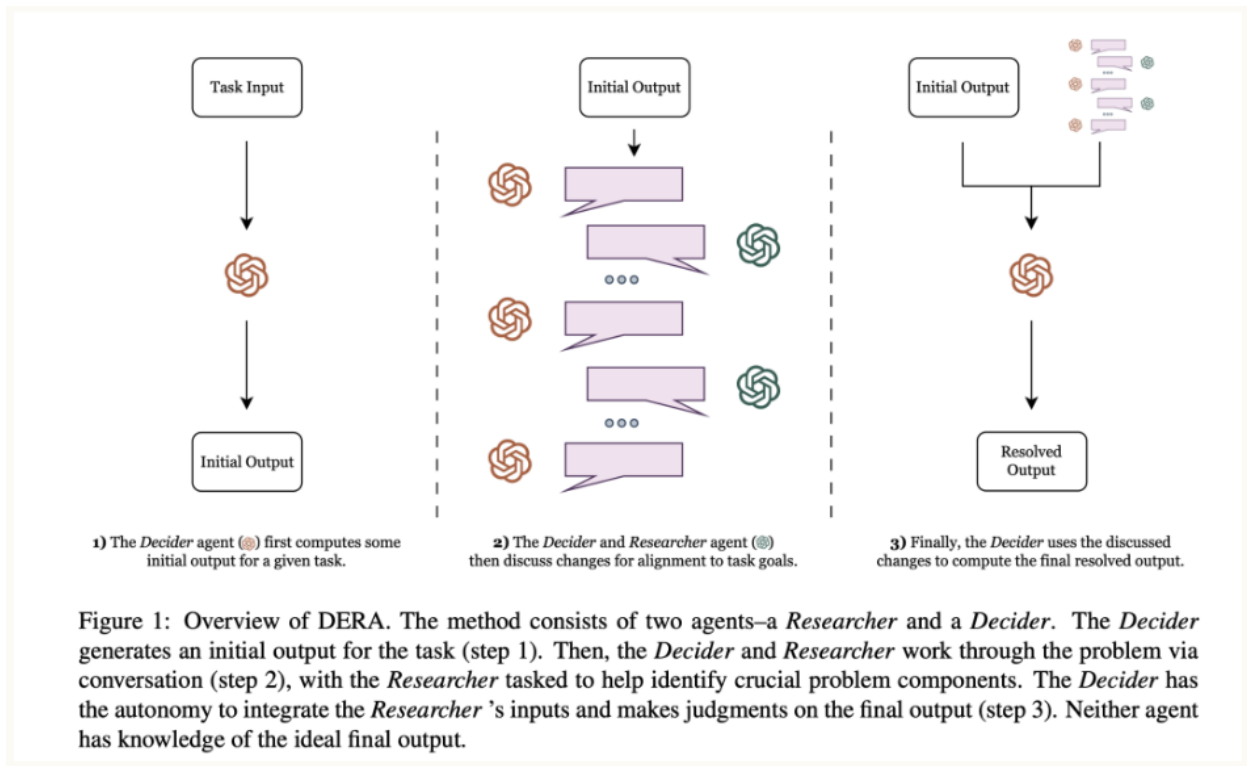 Task Input
Initial Output
Initial Output
Initial Output
Resolved
Output
1) The Decider agent ( ) first computes some
initial output for a given task.
2) The Decider and Researcher agent ( )
then discuss changes for alignment to task goals.
3) Finally, the Decider uses the discussed
changes to compute the final resolved output.
Figure 1: Overview of DERA. The method consists of two agents–a Researcher and a Decider. The Decider
generates an initial output for the task (step 1). Then, the Decider and Researcher work through the problem via
conversation (step 2), with the Researcher tasked to help identify crucial problem components. The Decider has
the autonomy to integrate the Researcher 's inputs and makes judgments on the final output (step 3). Neither agent
has knowledge of the ideal final output.